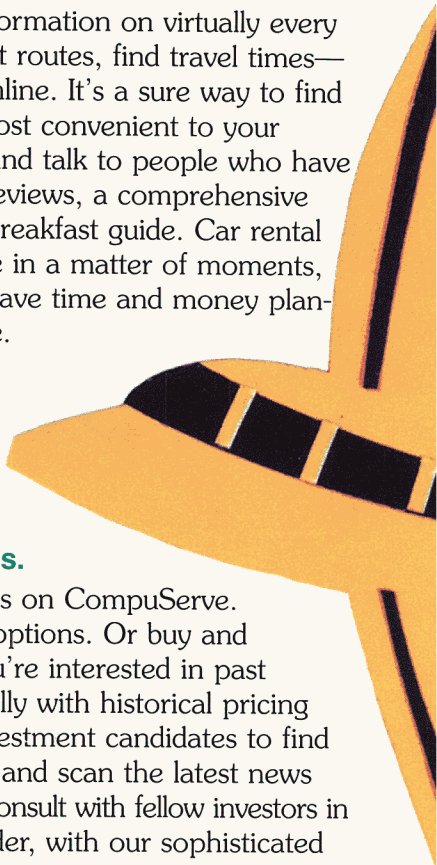 ormation on virtually every
t routes, find travel times—
line. It's a sure way to find
ost convenient to your
nd talk to people who have
eviews, a comprehensive
reakfast guide. Car rental
e in a matter of moments,
ave time and money plan-
e.
s.
s on CompuServe.
options. Or buy and
u're interested in past
lly with historical pricing
estment candidates to find
and scan the latest news
onsult with fellow investors in
der, with our sophisticated